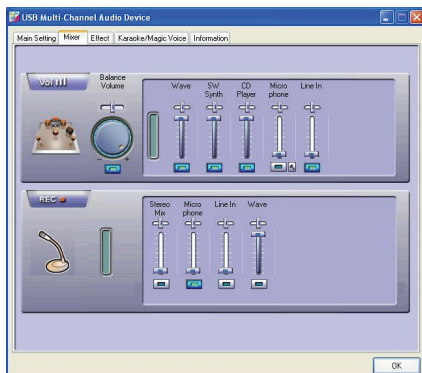 USB Multi-Channel Audio Device
Main Setting Mixer Effect Karaoke/Magic Voice Information
Vol
Balance
Volume
- +
Wave
SW
Synth
CD
Player
Micro
phone
Line In
REC
Stereo
Mix
Micro
phone
Line In
Wave
OK